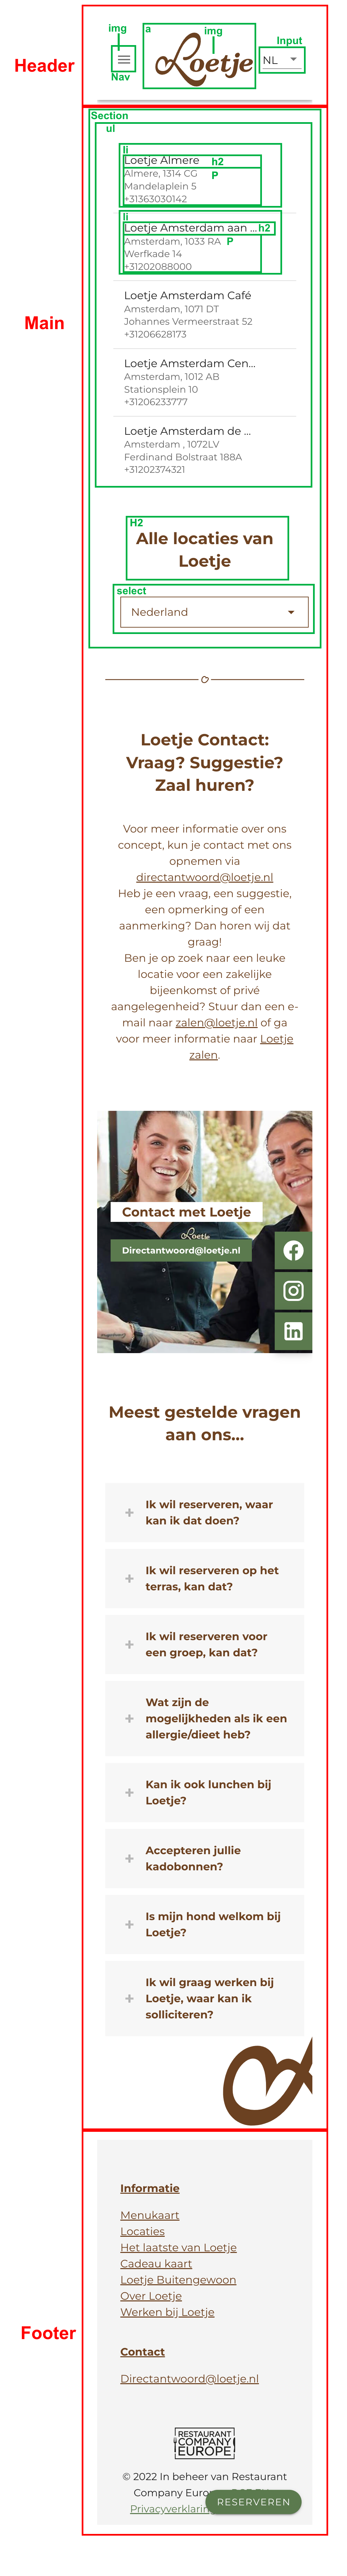 Header
img
a
img
Input
Loetje
NL
Nav
Section
ul
Main
li
Loetje Almere
h2
Almere, 1314 CG
P
Mandelaplein 5
+31363030142
li
Loetje Amsterdam aan ...
h2
Amsterdam, 1033 RA
P
Werfkade 14
+31202088000
Loetje Amsterdam Café
Amsterdam, 1071 DT
Johannes Vermeerstraat 52
+31206628173
Loetje Amsterdam Cen...
Amsterdam, 1012 AB
Stationsplein 10
+31206233777
Loetje Amsterdam de ...
Amsterdam , 1072LV
Ferdinand Bolstraat 188A
+31202374321
H2
Alle locaties van
Loetje
select
Nederland
Loetje Contact:
Vraag? Suggestie?
Zaal huren?
Voor meer informatie over ons
concept, kun je contact met ons
opnemen via
directantwoord@loetje.nl
Heb je een vraag, een suggestie,
een opmerking of een
aanmerking? Dan horen wij dat
graag!
Ben je op zoek naar een leuke
locatie voor een zakelijke
bijeenkomst of privé
aangelegenheid? Stuur dan een e-
mail naar zalen@loetje.nl of ga
voor meer informatie naar Loetje
zalen.
Contact met Loetje
Loetje
Directantwoord@loetje.nl
Meest gestelde vragen
aan ons...
Ik wil reserveren, waar
kan ik dat doen?
Ik wil reserveren op het
terras, kan dat?
Ik wil reserveren voor
een groep, kan dat?
Wat zijn de
mogelijkheden als ik een
allergie/dieet heb?
Kan ik ook lunchen bij
Loetje?
Accepteren jullie
kadobonnen?
Is mijn hond welkom bij
Loetje?
Ik wil graag werken bij
Loetje, waar kan ik
solliciteren?
Footer
Informatie
Menukaart
Locaties
Het laatste van Loetje
Cadeau kaart
Loetje Buitengewoon
Over Loetje
Werken bij Loetje
Contact
Directantwoord@loetje.nl
RESTAURANT
COMPANY
EUROPE
© 2022 In beheer van Restaurant
Company Euro
Privacyverklarin
RESERVEREN